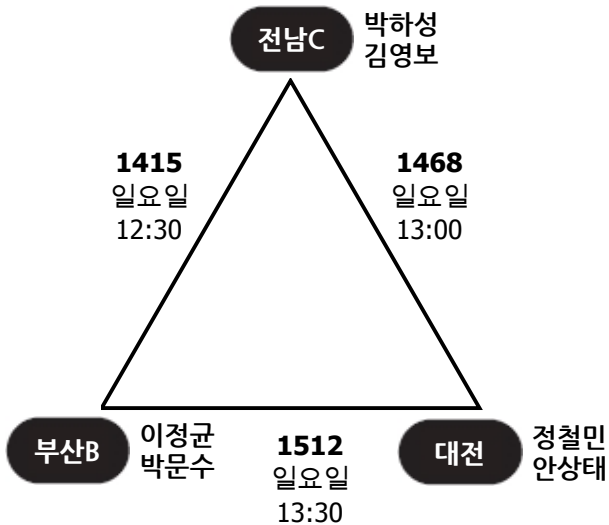 전남C
박하성
김영보
1415
일요일
12:30
1468
일요일
13:00
부산B
이정균
박문수
1512
일요일
13:30
대전
정철민
안상태